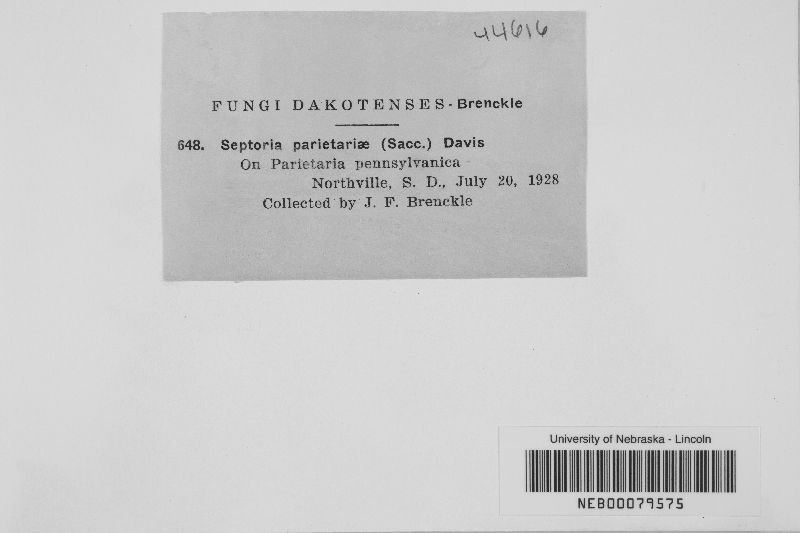 44616
FUNGI DAKOTENSES - Brenckle
648. Septoria parietariæ (Sacc.) Davis
On Parietaria pennsylvanica
Northville, S. D., July 20, 1928
Collected by J. F. Brenckle
University of Nebraska - Lincoln
NEB00079575